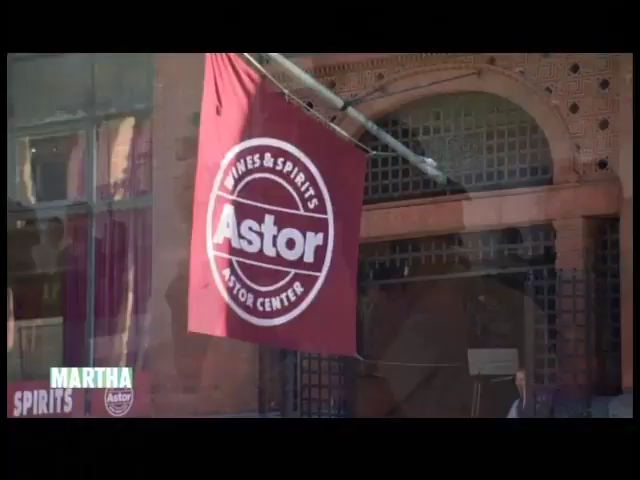 WINES & SPIRITS
Astor
ASTOR CENTER
MARTHA
SPIRITS
Astor